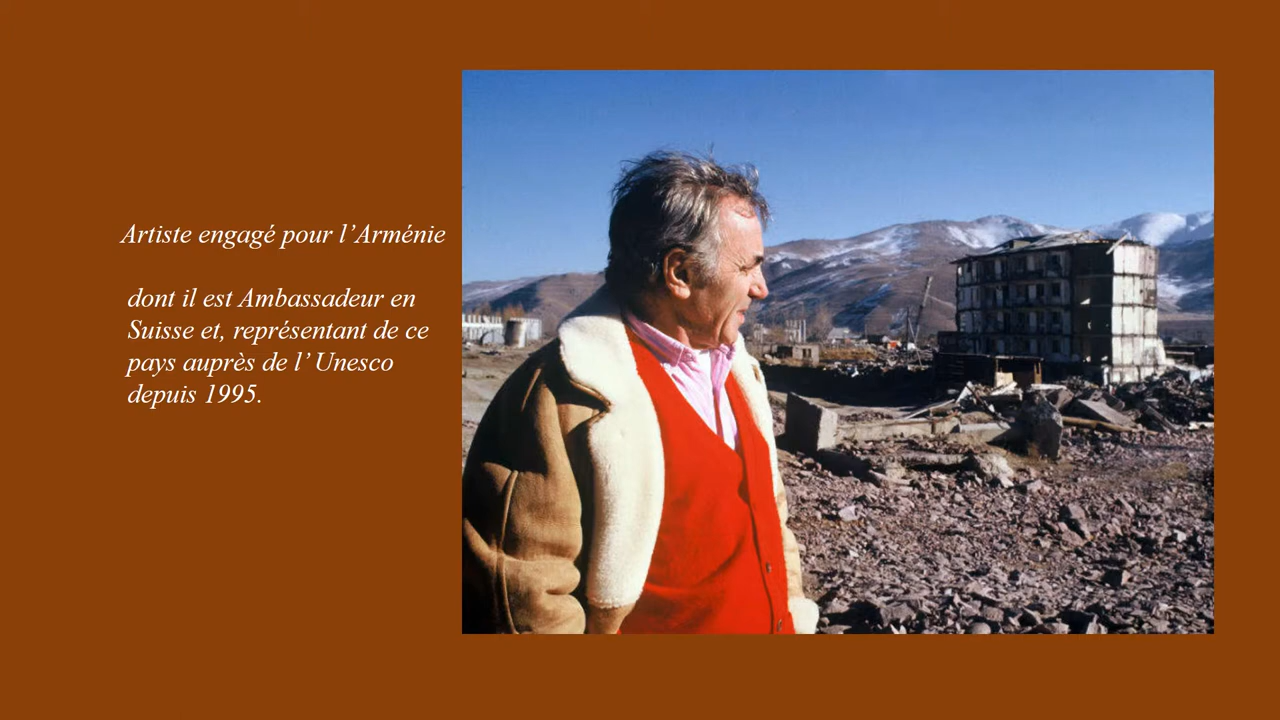 Artiste engagé pour l’Arménie
dont il est Ambassadeur en
Suisse et, représentant de ce
pays auprès de l’ Unesco
depuis 1995.